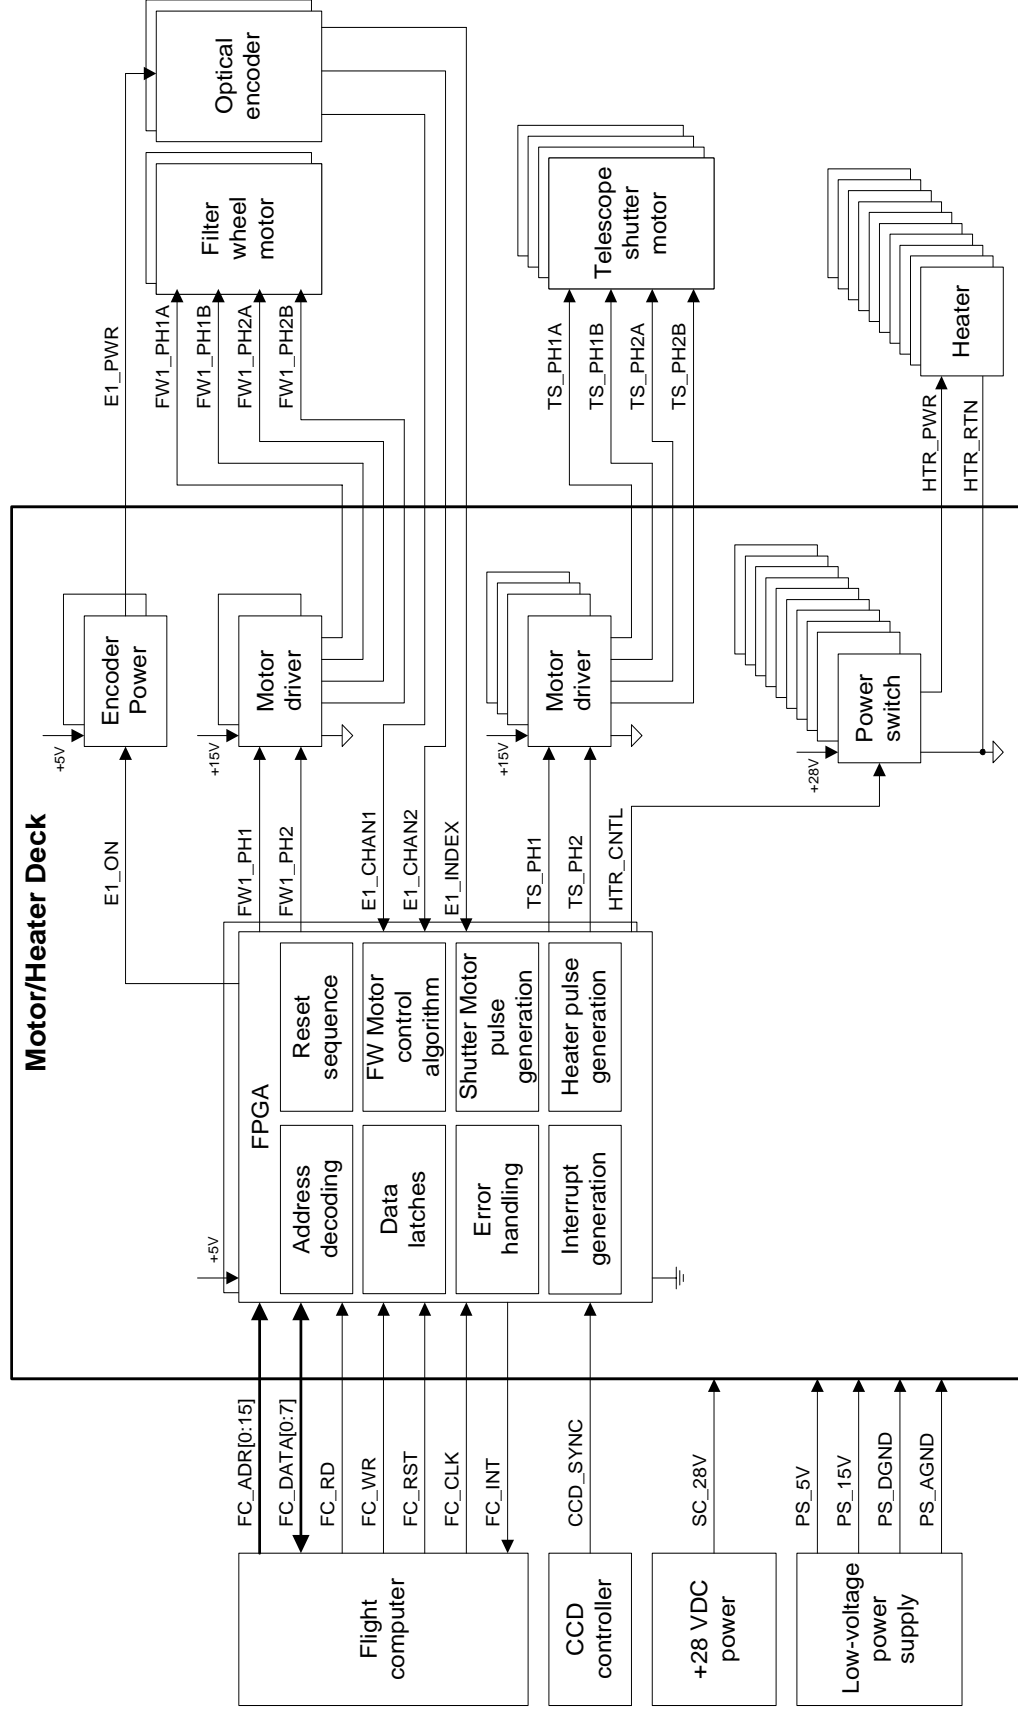 Motor/Heater Deck
Flight
computer
CCD
controller
+28 VDC
power
Low-voltage
power
supply
FC_ADR[0:15]
FC_DATA[0:7]
FC_RD
FC_WR
FC_RST
FC_CLK
FC_INT
CCD_SYNC
SC_28V
PS_5V
PS_15V
PS_DGND
PS_AGND
+5V
FPGA
Address
decoding
Data
latches
Error
handling
Interrupt
generation
Reset
sequence
FW Motor
control
algorithm
Shutter Motor
pulse
generation
Heater pulse
generation
E1_ON
FW1_PH1
FW1_PH2
E1_CHAN1
E1_CHAN2
E1_INDEX
TS_PH1
TS_PH2
HTR_CNTL
+5V
Encoder
Power
+15V
Motor
driver
+15V
Motor
driver
+28V
Power
switch
E1_PWR
FW1_PH1A
FW1_PH1B
FW1_PH2A
FW1_PH2B
TS_PH1A
TS_PH1B
TS_PH2A
TS_PH2B
HTR_PWR
HTR_RTN
Optical
encoder
Filter
wheel
motor
Telescope
shutter
motor
Heater